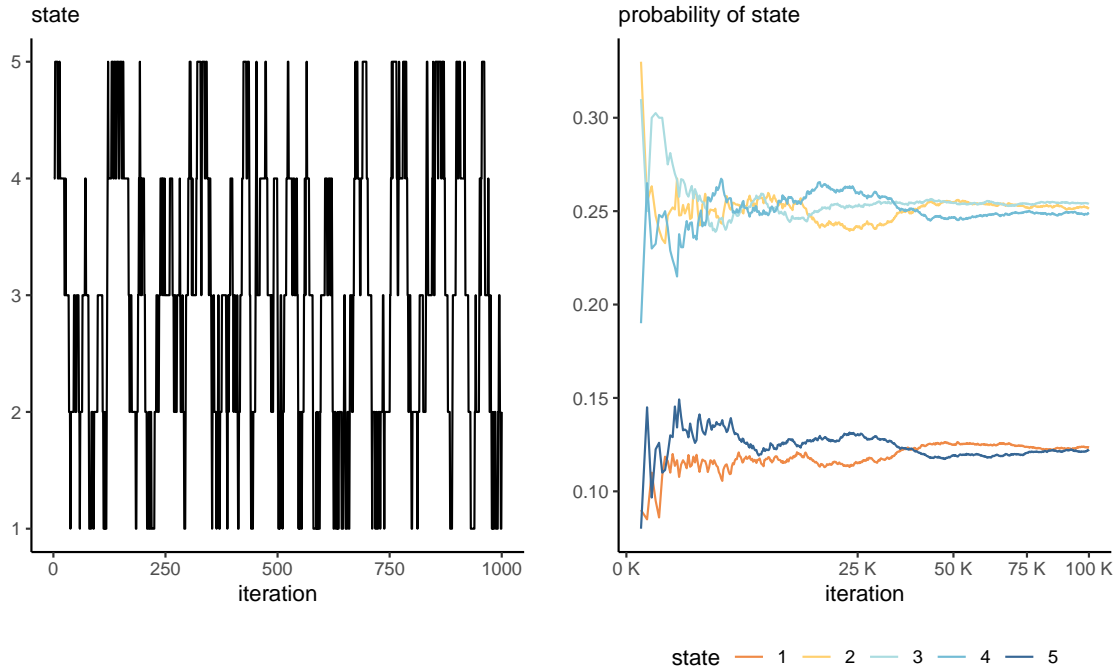 state
5
4
3
2
1
0 250 500 750 1000
iteration
probability of state
0.30
0.25
0.20
0.15
0.10
0 K 25 K 50 K 75 K 100 K
iteration
state 1 2 3 4 5